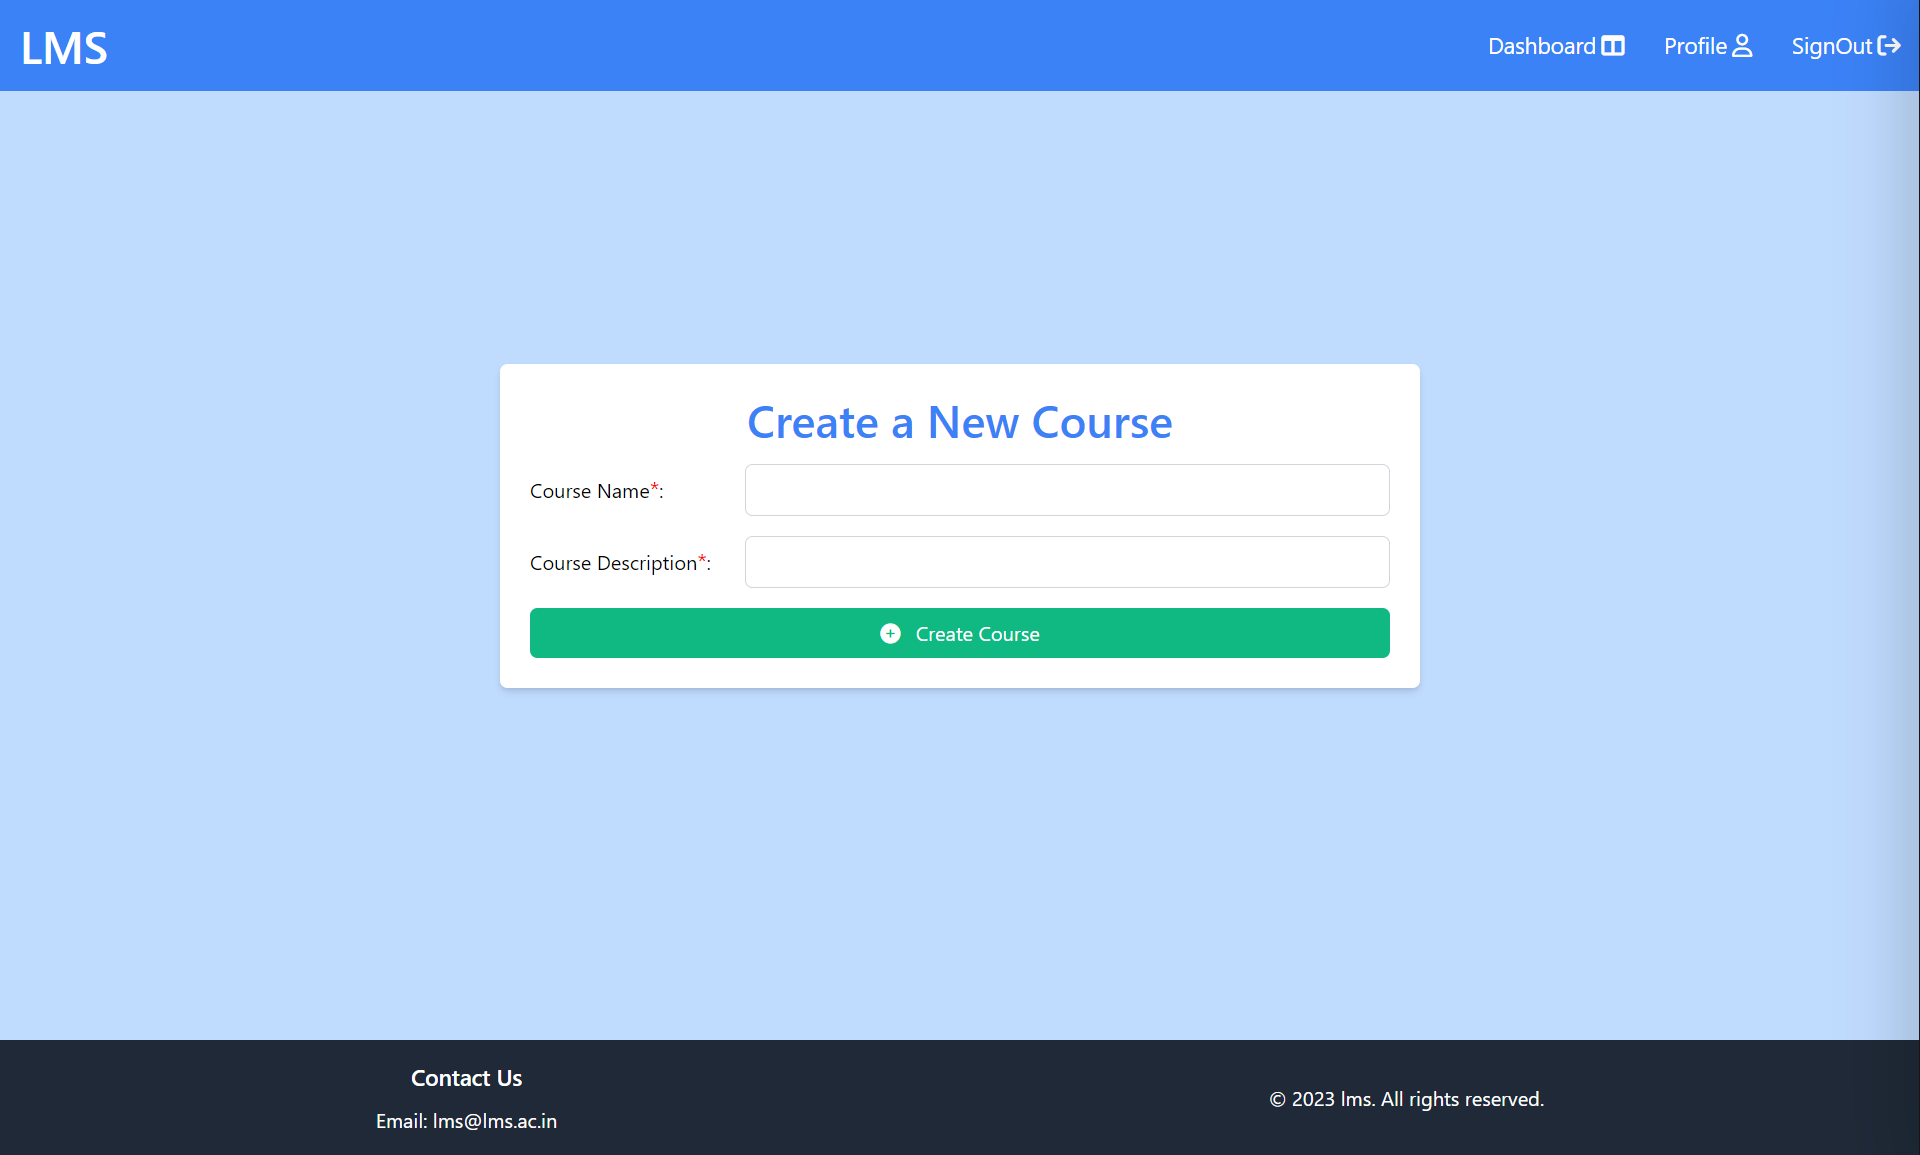 LMS
Dashboard Profile SignOut
Create a New Course
Course Name*:
Course Description*:
Create Course
Contact Us
Email: lms@lms.ac.in
© 2023 lms. All rights reserved.